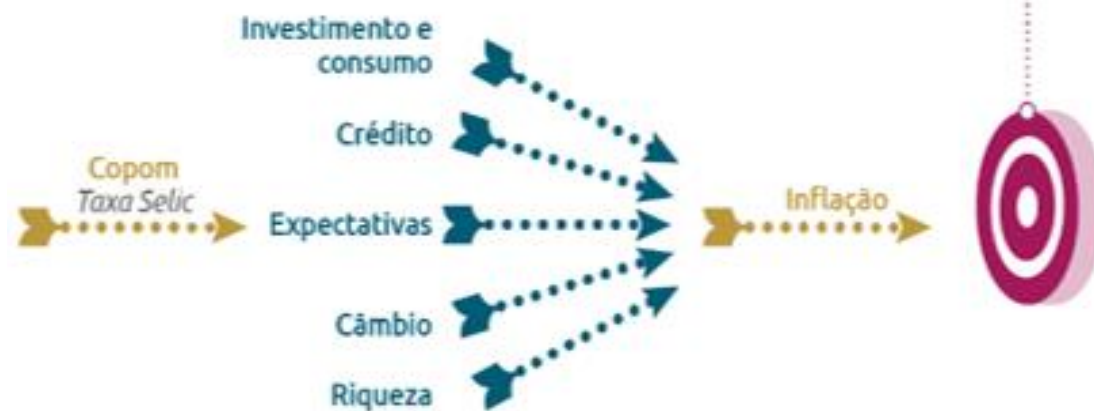 Investimento e
consumo
Crédito
Copom
Taxa Selic
Expectativas
Inflação
Câmbio
Riqueza